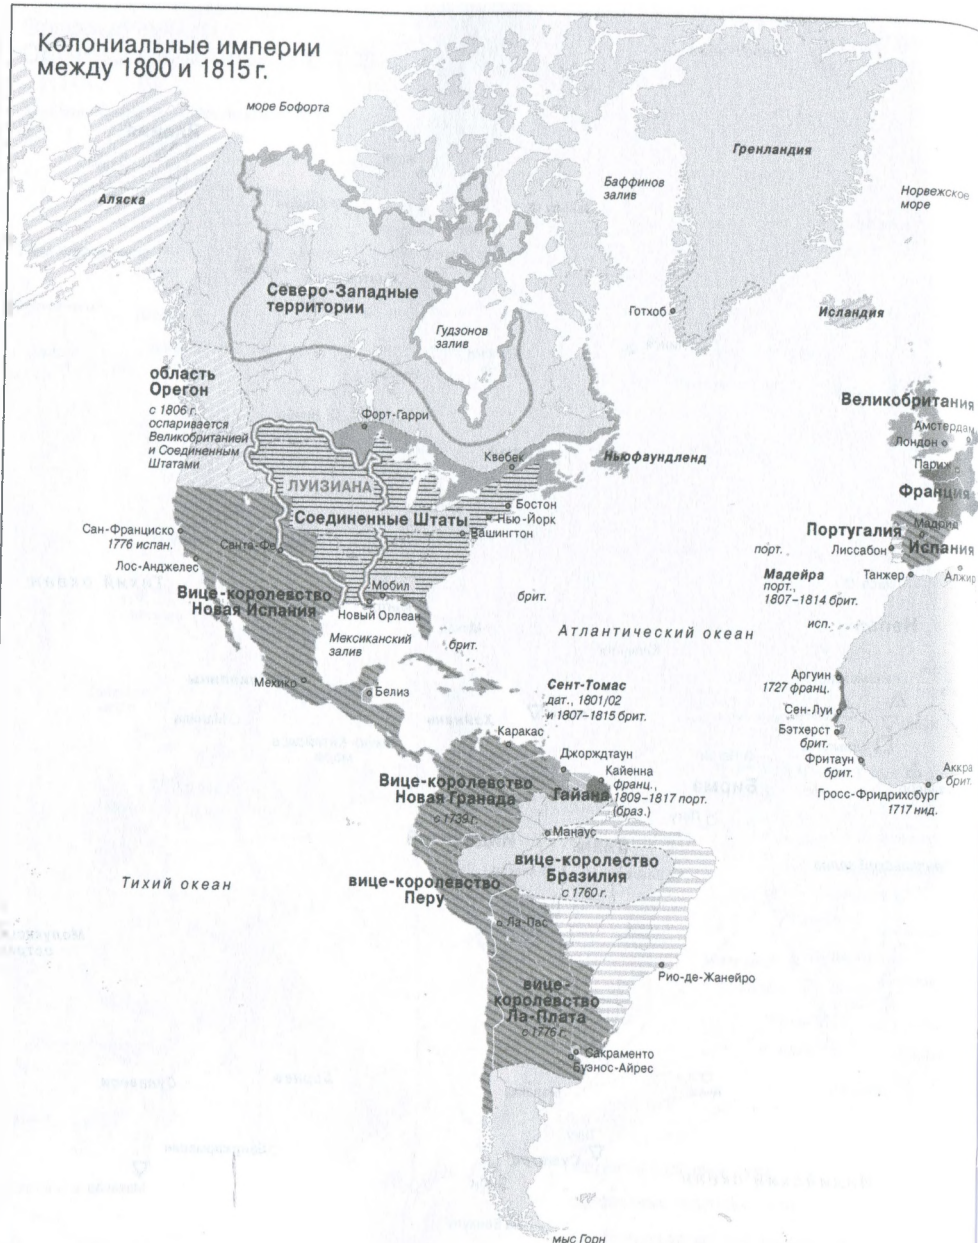 Колониальные империи
между 1800 и 1815 г.
море Бофорта
Гренландия
Баффинов
залив
Норвежское
море
Аляска
Северо-Западные
территории
Готхоб
Исландия
Гудзонов
залив
область
Орегон
с 1806 г.
оспаривается
Великобританией
и Соединенным
Штатами
Форт-Гарри
Великобритания
Амстердам
Лондон
Квебек
Ньюфаундленд
Париж
ЛУИЗИАНА
Франция
Бостон
Соединенные Штаты
Нью-Йорк
Вашингтон
Сан-Франциско
1776 испан.
Санта-Фе
Лос-Анджелес
Португалия
Мадрид
Лиссабон
Испания
порт.
Мадейра
порт.,
1807–1814 брит.
Танжер
Алжир
Мобил
Вице-королевство
Новая Испания
Новый Орлеан
брит.
исп.
Мексиканский
залив
брит.
Атлантический океан
Мехико
Белиз
Сент-Томас
дат., 1801/02
и 1807–1815 брит.
Аргуин
1727 франц.
Сен-Луи
Бэтхерст
брит.
Каракас
Джорждтаун
Кайенна
франц.,
1809–1817 порт.
(браз.)
Гайана
Фритаун
брит.
Аккра
брит.
Гросс-Фридрихсбург
1717 нид.
Вице-королевство
Новая Гранада
с 1739 г.
Манаус
вице-королество
Бразилия
с 1760 г.
Тихий океан
вице-королевство
Перу
Ла-Пас
Рио-де-Жанейро
вице-
королевство
Ла-Плата
с 1776 г.
Сакраменто
Буэнос-Айрес
мыс Горн